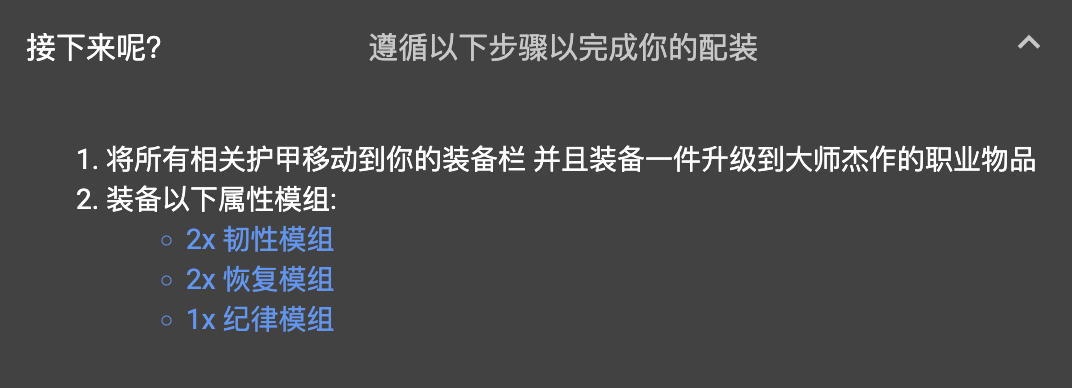 接下来呢?
遵循以下步骤以完成你的配装
1. 将所有相关护甲移动到你的装备栏 并且装备一件升级到大师杰作的职业物品
2. 装备以下属性模组:
2x 韧性模组
2x 恢复模组
1x 纪律模组